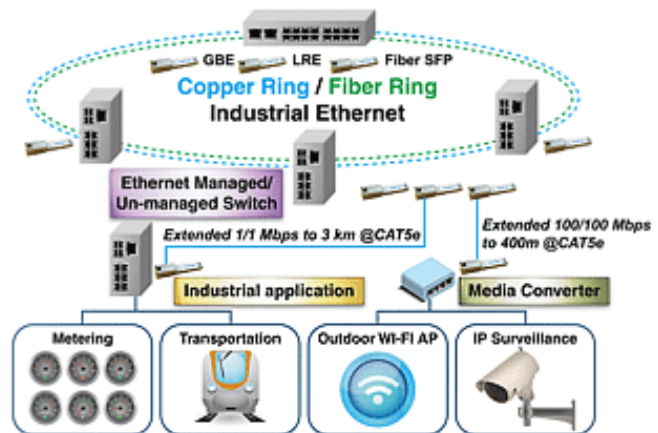 GBE LRE Fiber SFP
Copper Ring / Fiber Ring
Industrial Ethernet
Ethernet Managed/
Un-managed Switch
Extended 1/1 Mbps to 3 km @CAT5e
Extended 100/100 Mbps
to 400m @CAT5e
Industrial application
Media Converter
Metering
Transportation
Outdoor WI-FI AP
IP Surveillance